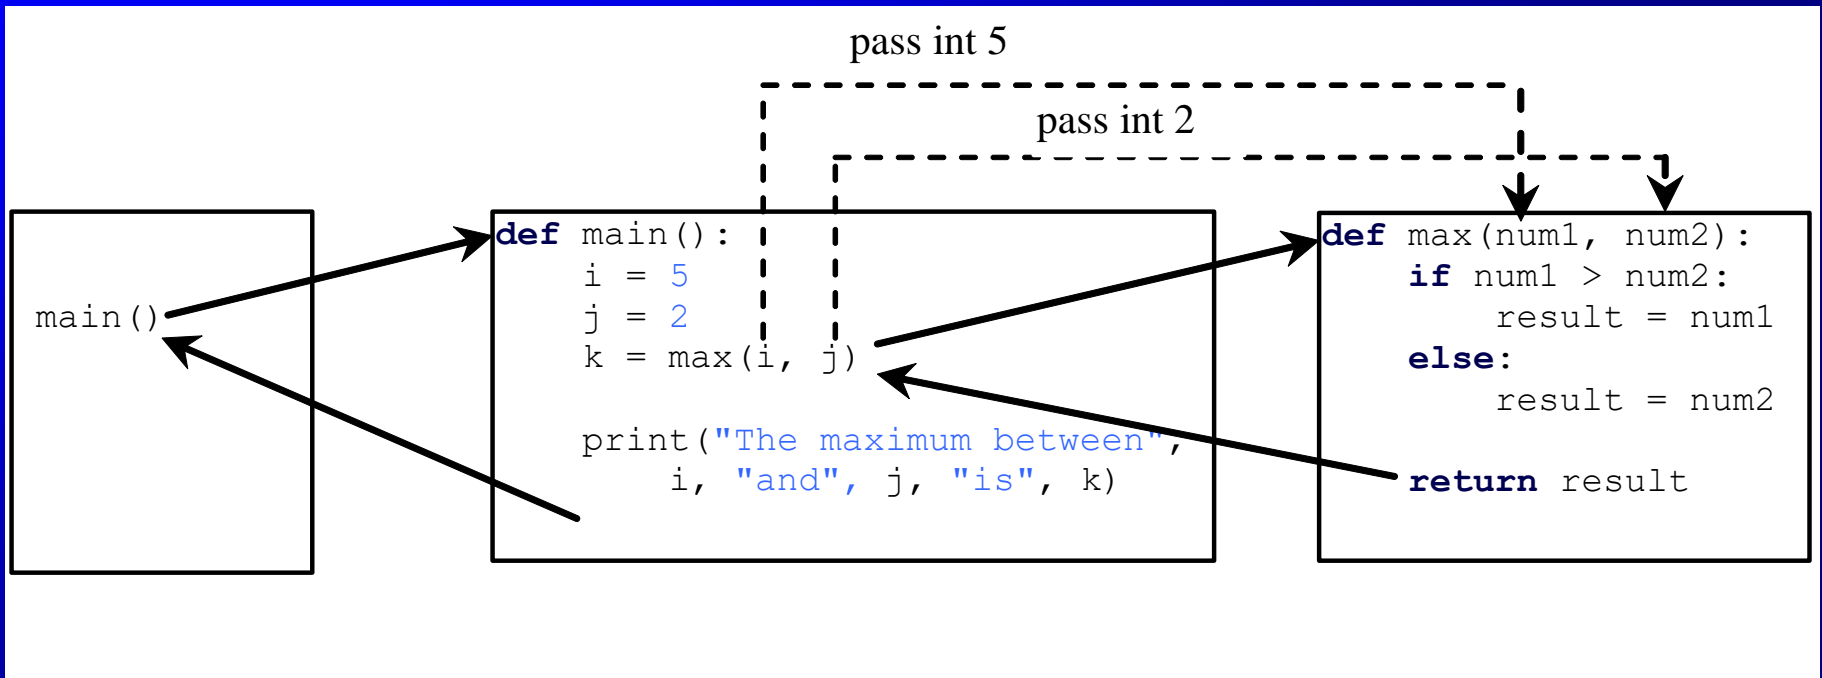 pass int 5
pass int 2
main()
def main():
    i = 5
    j = 2
    k = max(i, j)

    print("The maximum between",
        i, "and", j, "is", k)
def max(num1, num2):
    if num1 > num2:
        result = num1
    else:
        result = num2

    return result